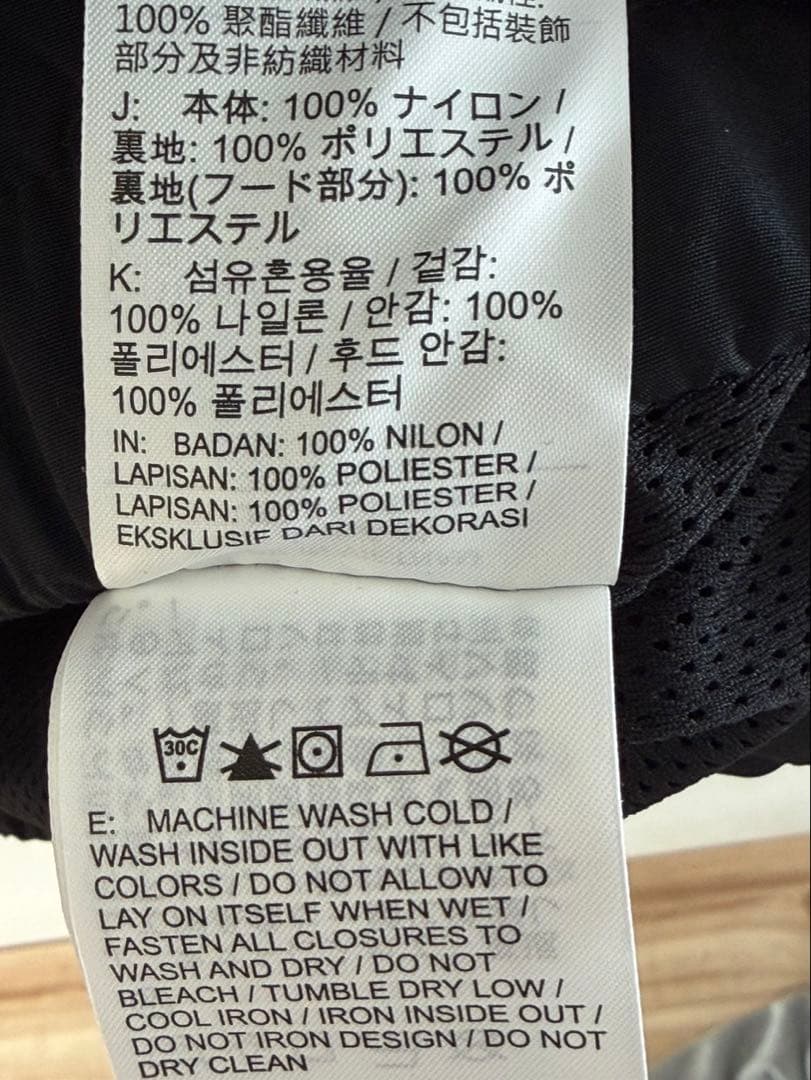 100% 聚酯纖維 / 不包括裝飾
部分及非紡織材料
J: 本体: 100% ナイロン /
裏地: 100% ポリエステル /
裏地(フード部分): 100% ポ
リエステル
K: 섬유혼용율 / 겉감:
100% 나일론 / 안감: 100%
폴리에스터 / 후드 안감:
100% 폴리에스터
IN: BADAN: 100% NILON /
LAPISAN: 100% POLIESTER /
LAPISAN: 100% POLIESTER /
EKSKLUSIF DARI DEKORASI
30C
E: MACHINE WASH COLD /
WASH INSIDE OUT WITH LIKE
COLORS / DO NOT ALLOW TO
LAY ON ITSELF WHEN WET /
FASTEN ALL CLOSURES TO
WASH AND DRY / DO NOT
BLEACH / TUMBLE DRY LOW /
COOL IRON / IRON INSIDE OUT /
DO NOT IRON DESIGN / DO NOT
DRY CLEAN